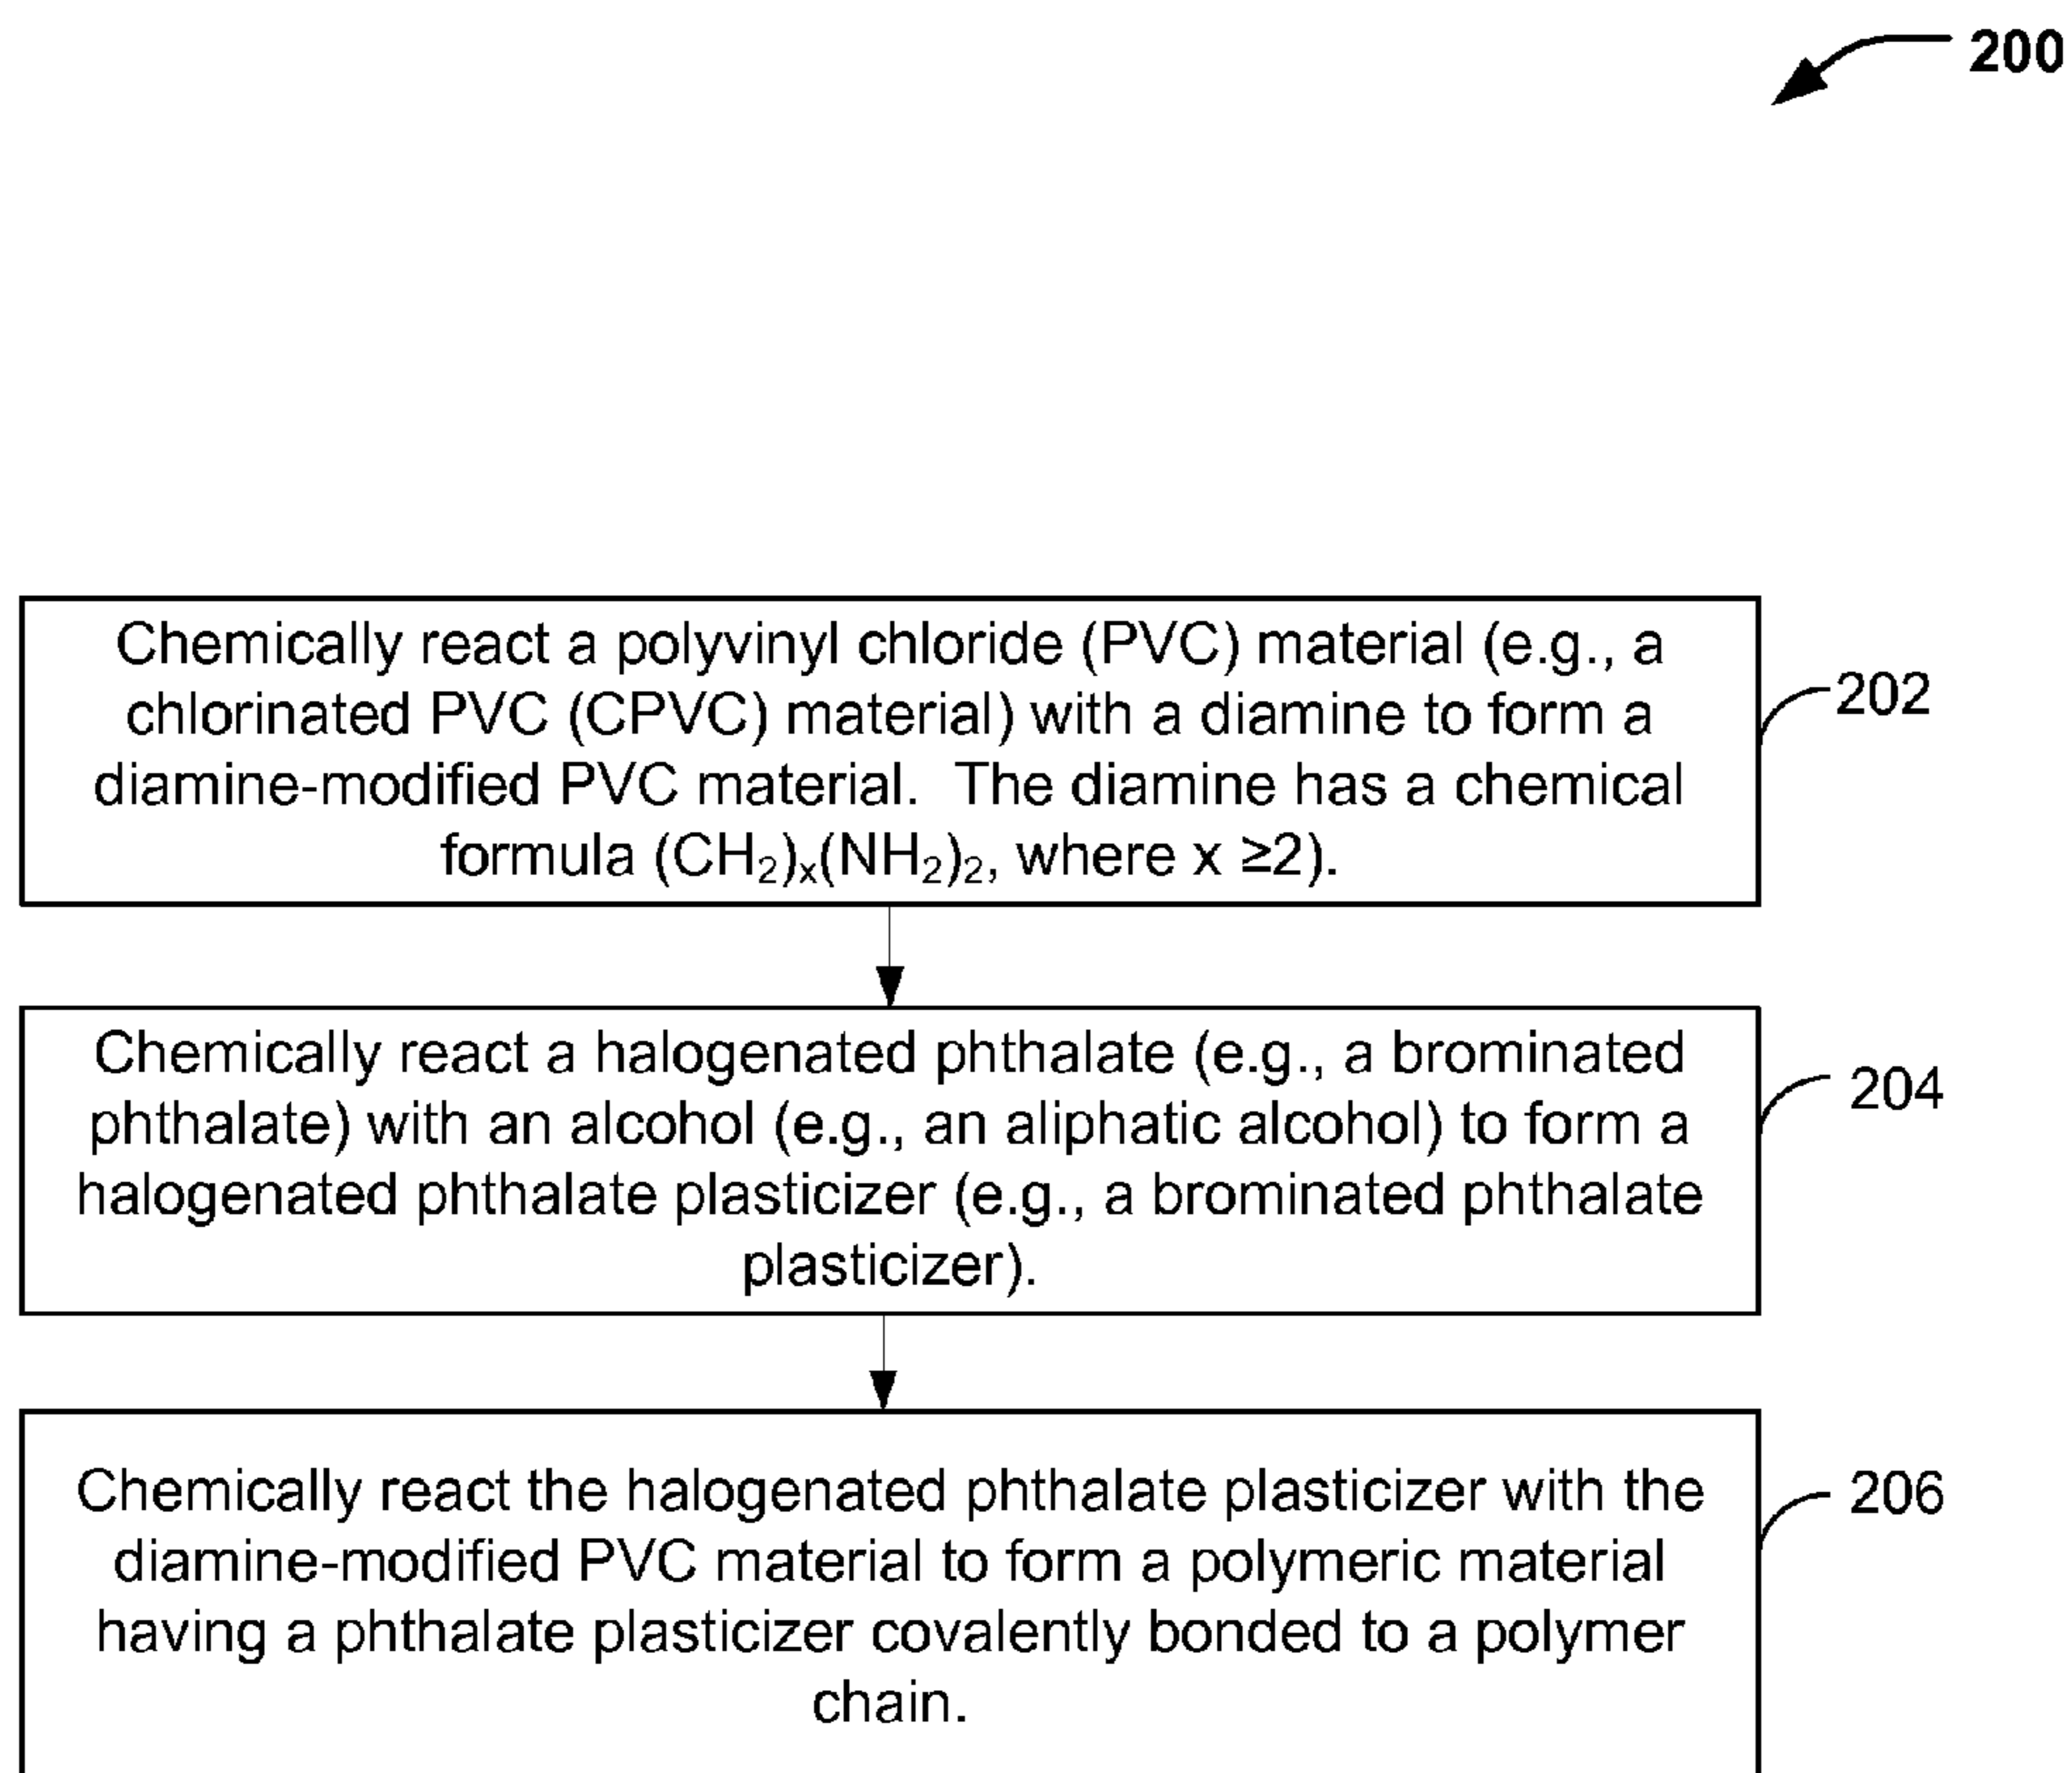 200
Chemically react a polyvinyl chloride (PVC) material (e.g., a
chlorinated PVC (CPVC) material) with a diamine to form a
diamine-modified PVC material.  The diamine has a chemical
formula (CH₂)ₓ(NH₂)₂, where x ≥2).
202
Chemically react a halogenated phthalate (e.g., a brominated
phthalate) with an alcohol (e.g., an aliphatic alcohol) to form a
halogenated phthalate plasticizer (e.g., a brominated phthalate
plasticizer).
204
Chemically react the halogenated phthalate plasticizer with the
diamine-modified PVC material to form a polymeric material
having a phthalate plasticizer covalently bonded to a polymer
chain.
206